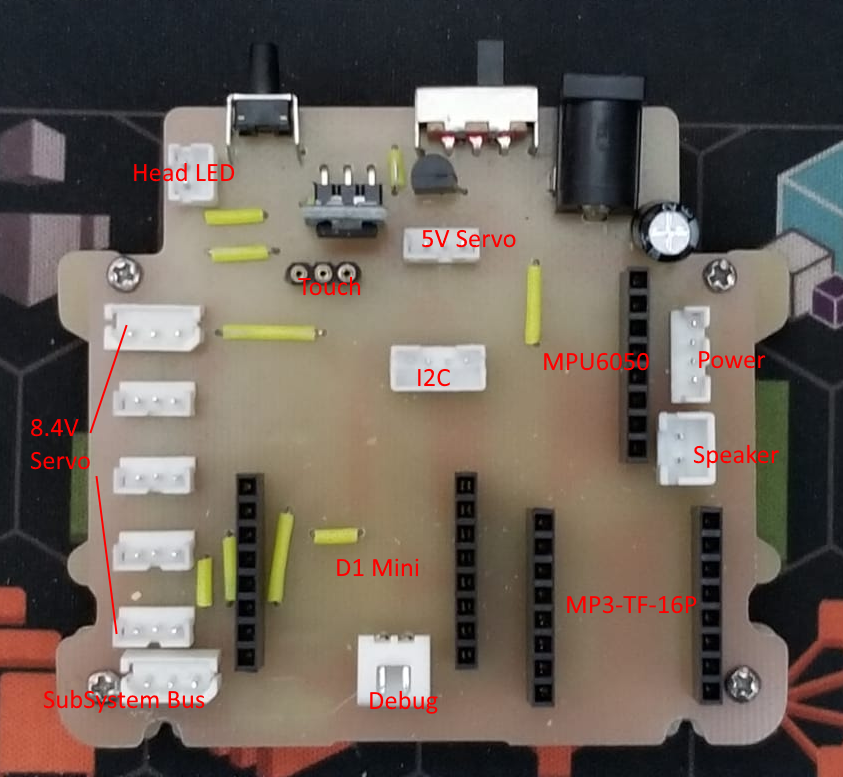 Head LED
5V Servo
Touch
MPU6050
Power
I2C
8.4V
Servo
Speaker
D1 Mini
MP3-TF-16P
SubSystem Bus
Debug